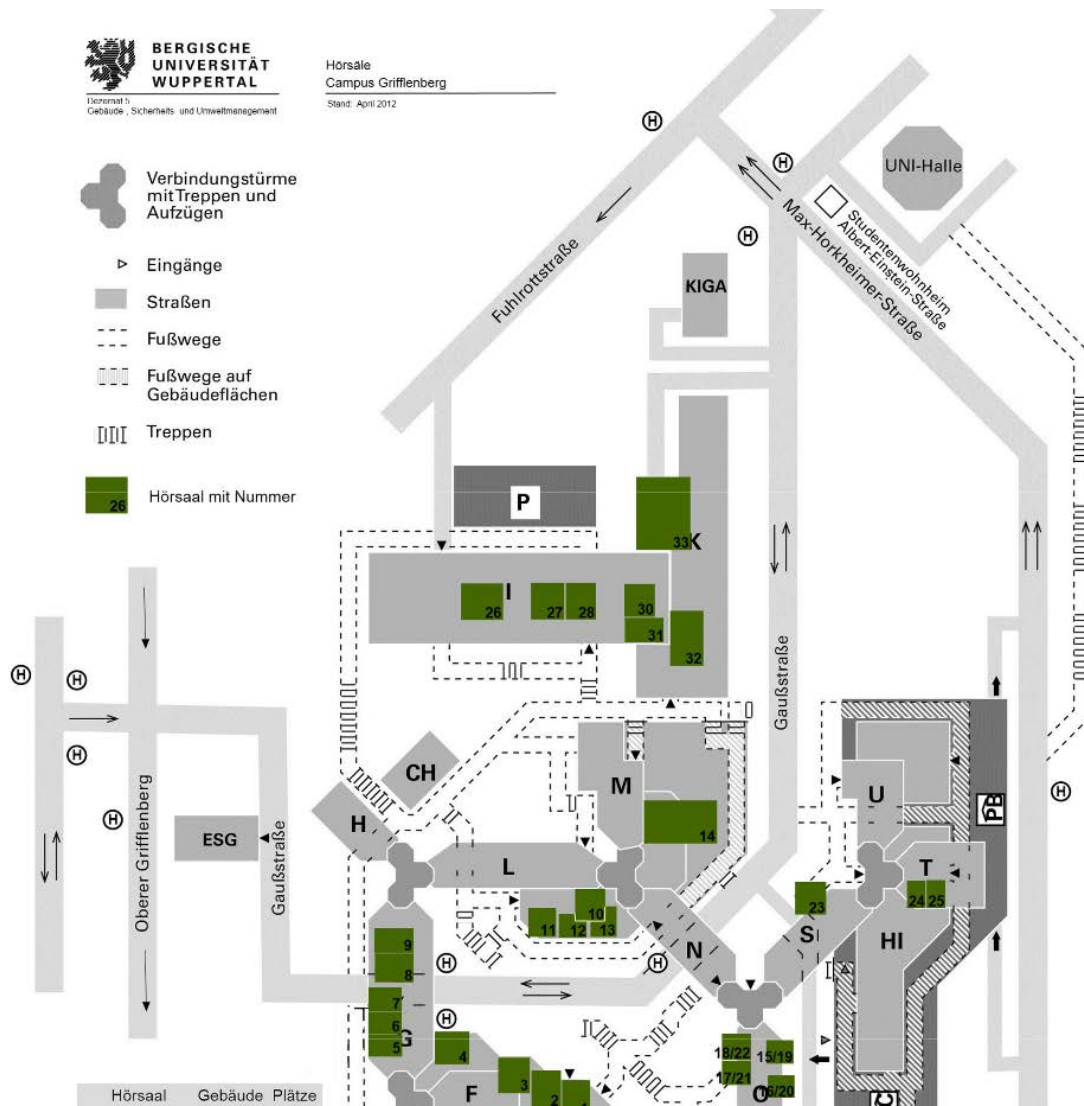 BERGISCHE
UNIVERSITÄT
WUPPERTAL
Dezernat 5
Gebäude-, Sicherheits- und Umweltmanagement
Hörsäle
Campus Grifflenberg
Stand: April 2012
Verbindungstürme
mit Treppen und
Aufzügen
Eingänge
Straßen
Fußwege
Fußwege auf
Gebäudeflächen
Treppen
26
Hörsaal mit Nummer
H
H
H
UNI-Halle
Studentenwohnheim
Albert-Einstein-Straße
Max-Horkheimer-Straße
Fuhlrottstraße
KIGA
P
33
K
I
26
27
28
30
31
32
Gaußstraße
H
H
H
H
H
Oberer Grifflenberg
ESG
Gaußstraße
CH
H
M
14
L
10
11
12
13
N
H
U
PB
T
24
25
23
S
HI
9
8
7
6
5
G
H
H
4
F
3
2
1
18/22
15/19
17/21
16/20
O
C
Hörsaal Gebäude Plätze